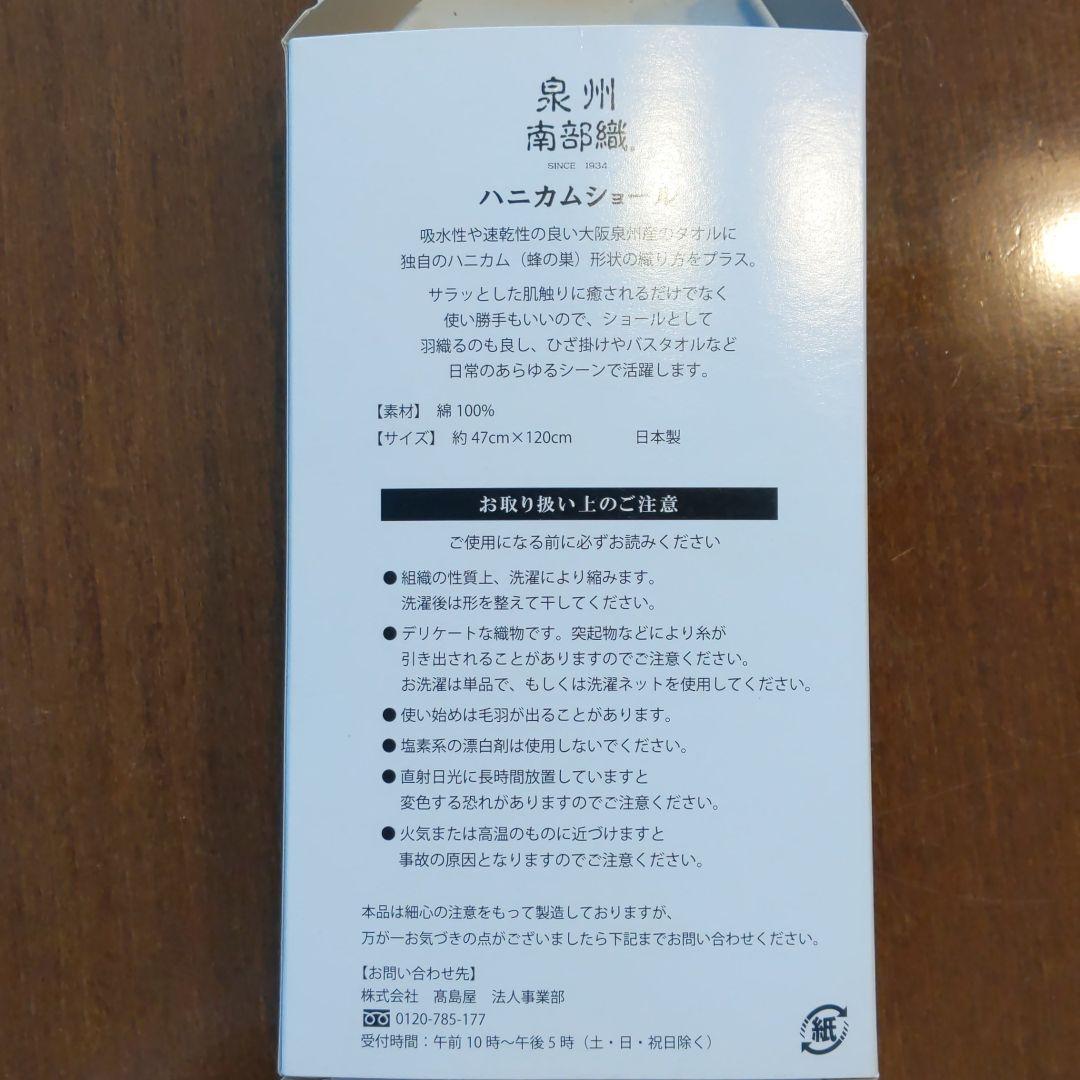 泉州
南部織®
SINCE 1934
ハニカムショール
吸水性や速乾性の良い大阪泉州産のタオルに
独自のハニカム（蜂の巣）形状の織り方をプラス。
サラッとした肌触りに癒されるだけでなく
使い勝手もいいので、ショールとして
羽織るのも良し、ひざ掛けやバスタオルなど
日常のあらゆるシーンで活躍します。
【素材】 綿100%
【サイズ】 約47cm×120cm 日本製
お取り扱い上のご注意
ご使用になる前に必ずお読みください
●組織の性質上、洗濯により縮みます。
洗濯後は形を整えて干してください。
●デリケートな織物です。突起物などにより糸が
引き出されることがありますのでご注意ください。
お洗濯は単品で、もしくは洗濯ネットを使用してください。
●使い始めは毛羽が出ることがあります。
●塩素系の漂白剤は使用しないでください。
●直射日光に長時間放置していますと
変色する恐れがありますのでご注意ください。
●火気または高温のものに近づけますと
事故の原因となりますのでご注意ください。
本品は細心の注意をもって製造しておりますが、
万が一お気づきの点がございましたら下記までお問い合わせください。
【お問い合わせ先】
株式会社 髙島屋 法人事業部
0120-785-177
受付時間：午前10時〜午後5時（土・日・祝日除く）
紙